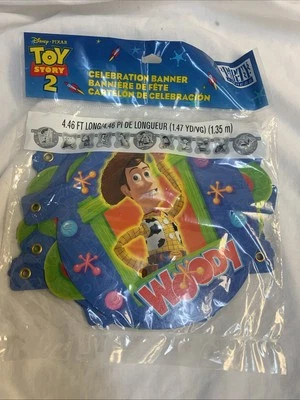 Disney · PIXAR
TOY
STORY
2
CELEBRATION BANNER
BANNIÈRE DE FÊTE
CARTELÓN DE CELEBRACIÓN
4.46 FT LONG/4.46 PI DE LONGUEUR (1.47 YD/VG) (1.35 m)
WOODY